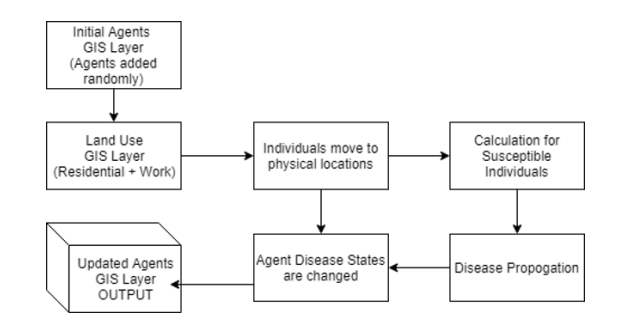 Initial Agents
GIS Layer
(Agents added
randomly)
Land Use
GIS Layer
(Residential + Work)
Individuals move to
physical locations
Calculation for
Susceptible
Individuals
Updated Agents
GIS Layer
OUTPUT
Agent Disease States
are changed
Disease Propogation